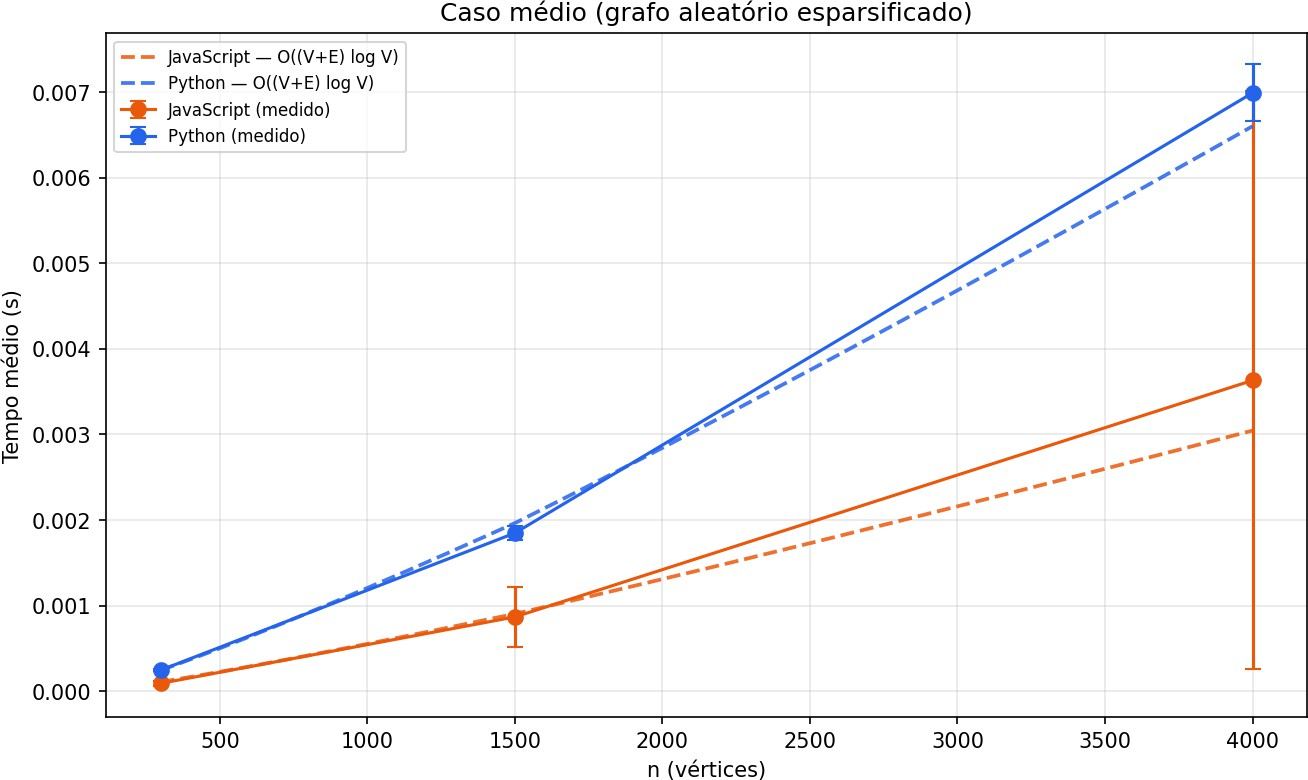 Caso médio (grafo aleatório esparsificado)
JavaScript — O((V+E) log V)
Python — O((V+E) log V)
JavaScript (medido)
Python (medido)
Tempo médio (s)
0.007
0.006
0.005
0.004
0.003
0.002
0.001
0.000
500 1000 1500 2000 2500 3000 3500 4000
n (vértices)